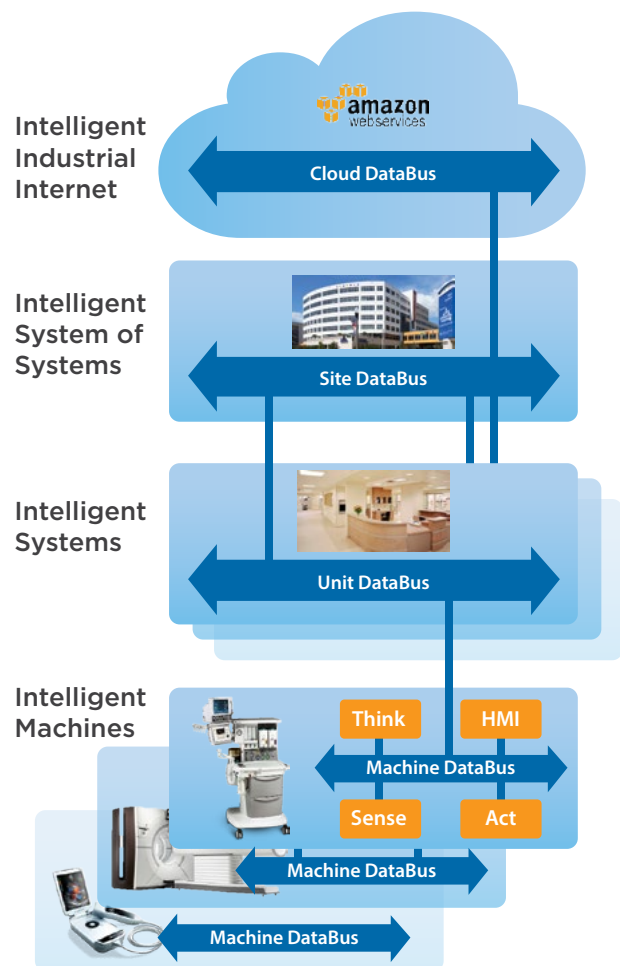 amazon
webservices
Intelligent
Industrial
Internet
Cloud DataBus
Intelligent
System of
Systems
Site DataBus
Intelligent
Systems
Unit DataBus
Intelligent
Machines
Think
HMI
Machine DataBus
Sense
Act
Machine DataBus
Machine DataBus